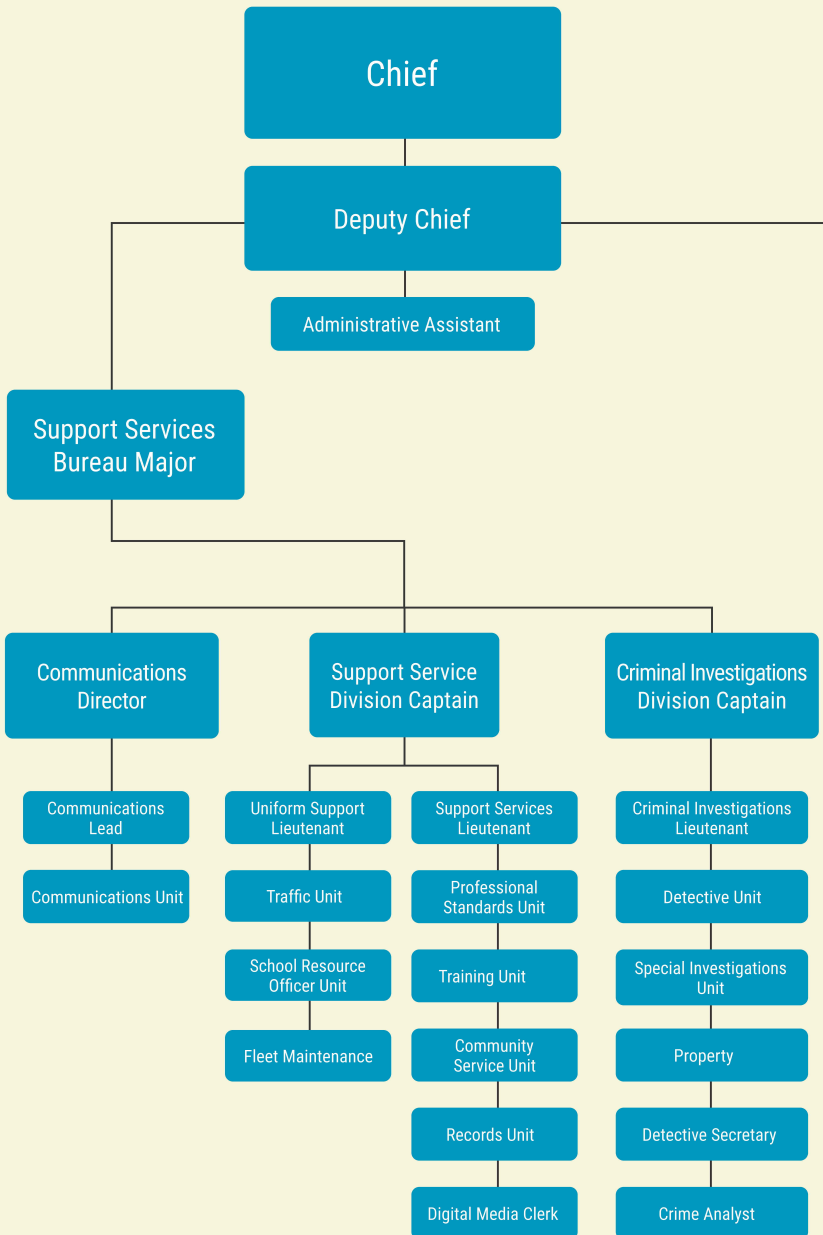 Chief
Deputy Chief
Administrative Assistant
Support Services
Bureau Major
Communications
Director
Support Service
Division Captain
Criminal Investigations
Division Captain
Communications
Lead
Communications Unit
Uniform Support
Lieutenant
Traffic Unit
School Resource
Officer Unit
Fleet Maintenance
Support Services
Lieutenant
Professional
Standards Unit
Training Unit
Community
Service Unit
Records Unit
Digital Media Clerk
Criminal Investigations
Lieutenant
Detective Unit
Special Investigations
Unit
Property
Detective Secretary
Crime Analyst